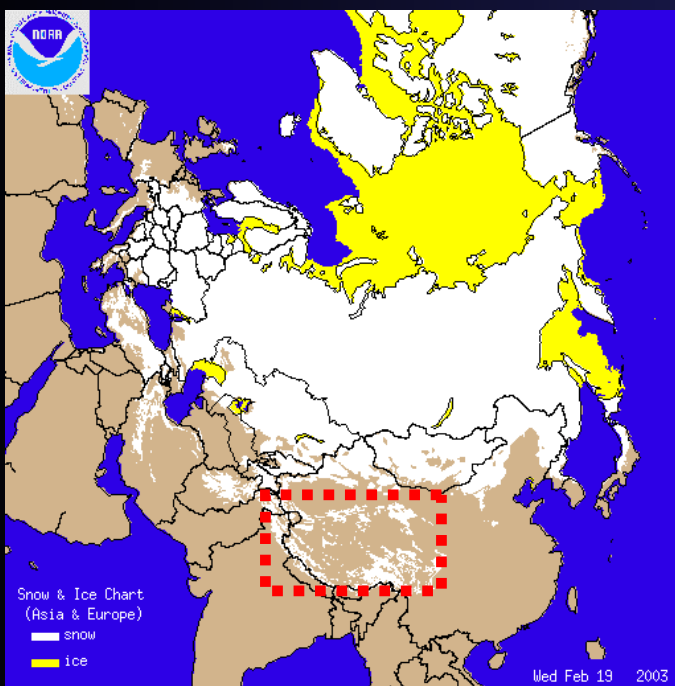 NOAA
Snow & Ice Chart
(Asia & Europe)
snow
ice
Wed Feb 19 2003